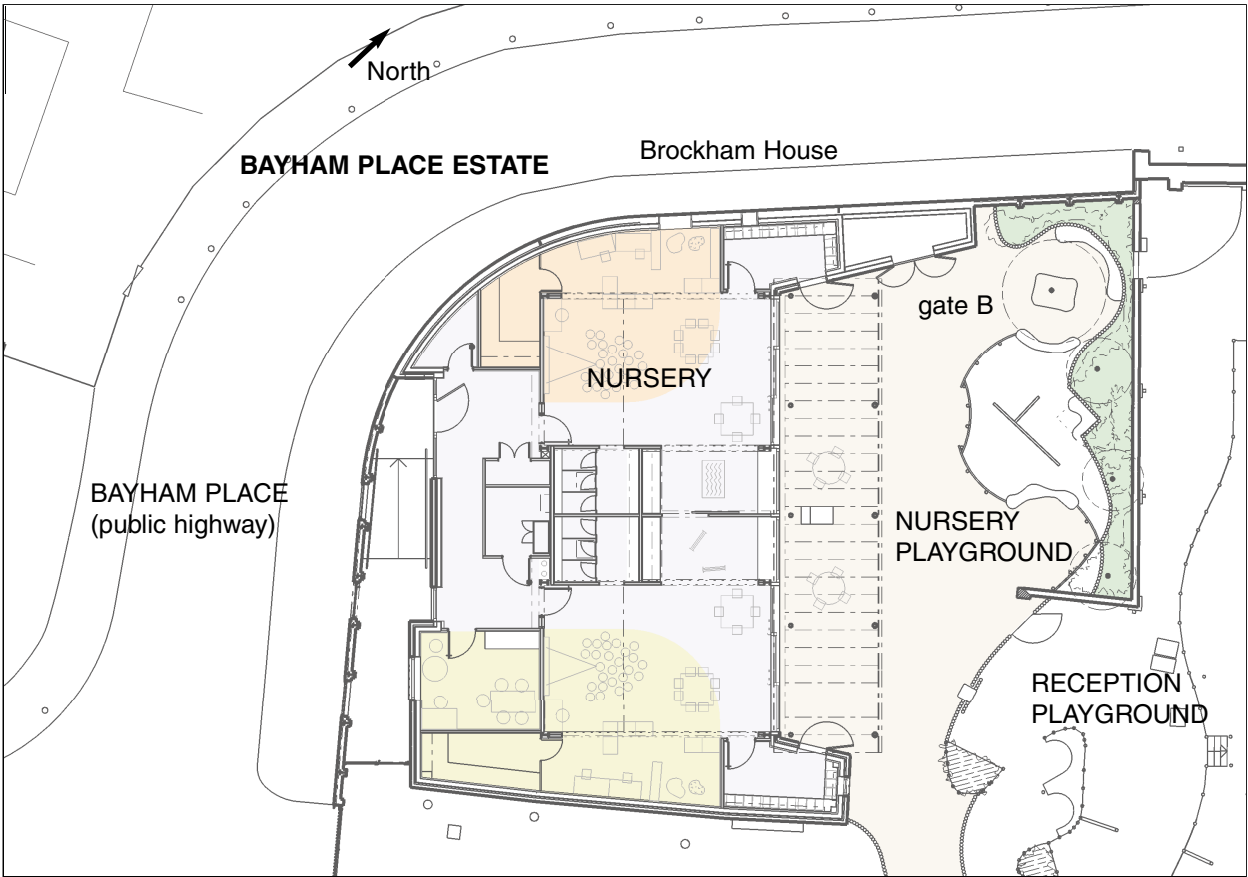 North
BAYHAM PLACE ESTATE
Brockham House
gate B
NURSERY
BAYHAM PLACE
(public highway)
NURSERY
PLAYGROUND
RECEPTION
PLAYGROUND